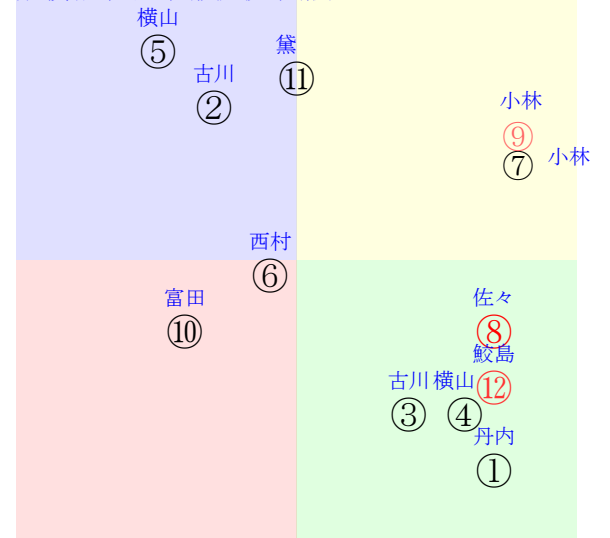 横山
⑤
黛
⑪
古川
②
小林
⑨
⑦
小林
西村
⑥
富田
⑩
佐々
⑧
鮫島
⑫
古川
③
横山
④
丹内
①